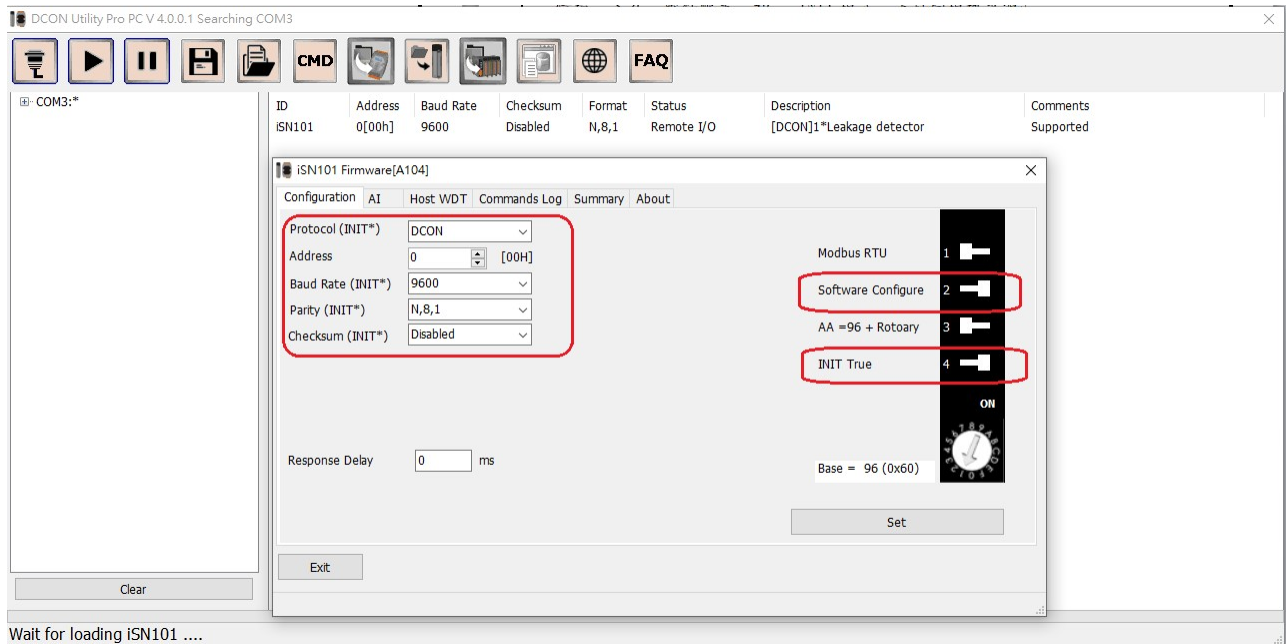 DCON Utility Pro PC V 4.0.0.1 Searching COM3
CMD FAQ
COM3:*
ID Address Baud Rate Checksum Format Status Description Comments
iSN101 0[00h] 9600 Disabled N,8,1 Remote I/O [DCON]1*Leakage detector Supported
iSN101 Firmware[A104]
Configuration AI Host WDT Commands Log Summary About
Protocol (INIT*) DCON
Address 0 [00H]
Baud Rate (INIT*) 9600
Parity (INIT*) N,8,1
Checksum (INIT*) Disabled
Modbus RTU 1
Software Configure 2
AA =96 + Rotoary 3
INIT True 4
ON
Response Delay 0 ms
Base = 96 (0x60)
Set
Exit
Clear
Wait for loading iSN101 ....